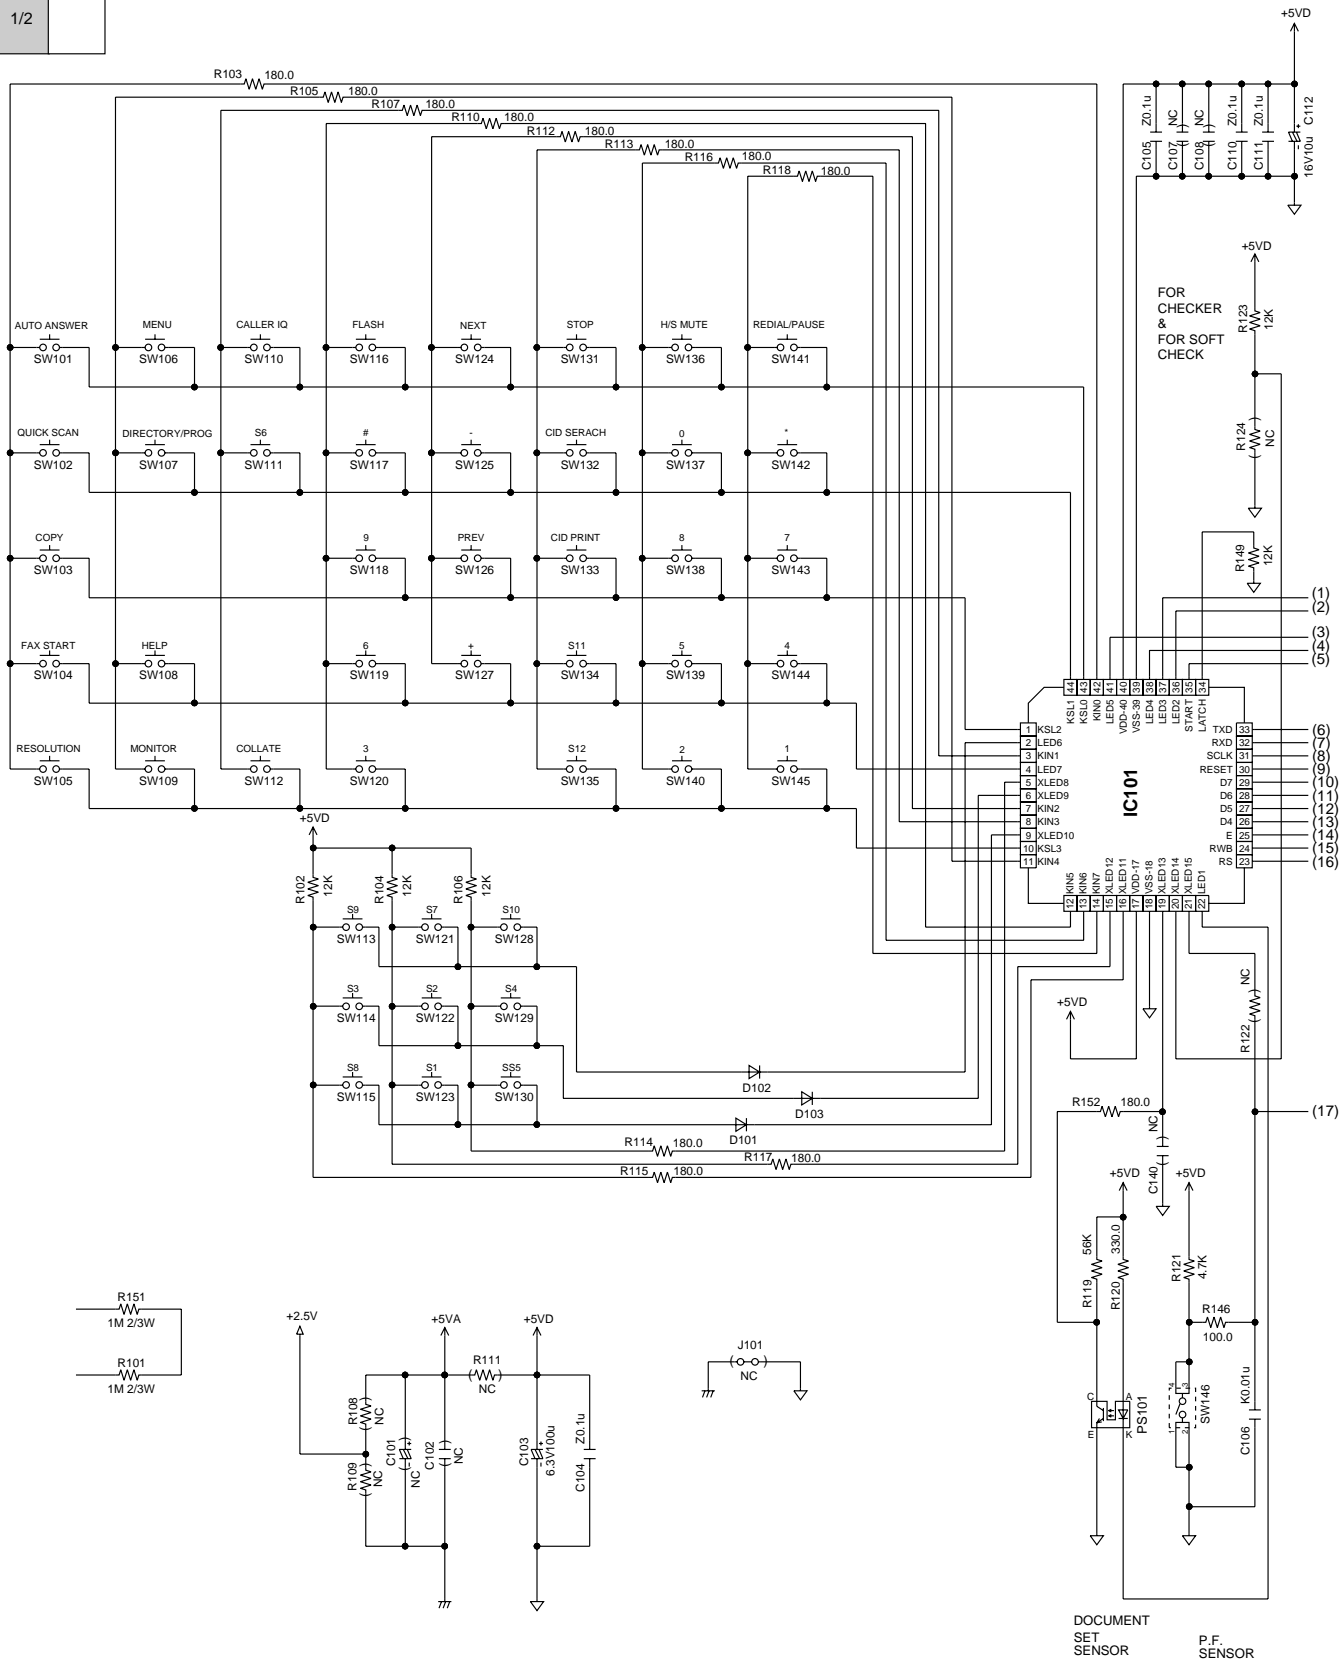 1/2
+5VD
R103 180.0
R105 180.0
R107 180.0
R110 180.0
R112 180.0
R113 180.0
R116 180.0
R118 180.0
C105 Z0.1u
C107 NC
C108 NC
C110 Z0.1u
C111 Z0.1u
16V10u C112
+5VD
FOR
CHECKER
&
FOR SOFT
CHECK
R123 12K
R124 NC
R149 12K
AUTO ANSWER MENU CALLER IQ FLASH NEXT STOP H/S MUTE REDIAL/PAUSE
SW101 SW106 SW110 SW116 SW124 SW131 SW136 SW141
QUICK SCAN DIRECTORY/PROG S6 # - CID SERACH 0 *
SW102 SW107 SW111 SW117 SW125 SW132 SW137 SW142
COPY 9 PREV CID PRINT 8 7
SW103 SW118 SW126 SW133 SW138 SW143
FAX START HELP 6 + S11 5 4
SW104 SW108 SW119 SW127 SW134 SW139 SW144
RESOLUTION MONITOR COLLATE 3 S12 2 1
SW105 SW109 SW112 SW120 SW135 SW140 SW145
(1)
(2)
(3)
(4)
(5)
44 43 42 41 40 39 38 37 36 35 34
KSL1 KSL0 KIN0 LED5 VDD-40 VSS-39 LED4 LED3 LED2 START LATCH
1 KSL2
2 LED6
3 KIN1
4 LED7
5 XLED8
6 XLED9
7 KIN2
8 KIN3
9 XLED10
10 KSL3
11 KIN4
IC101
TXD 33 (6)
RXD 32 (7)
SCLK 31 (8)
RESET 30 (9)
D7 29 (10)
D6 28 (11)
D5 27 (12)
D4 26 (13)
E 25 (14)
RWB 24 (15)
RS 23 (16)
KIN5 KIN6 KIN7 XLED12 XLED11 VDD-17 VSS-18 XLED13 XLED14 XLED15 LED1
12 13 14 15 16 17 18 19 20 21 22
+5VD
R102 12K
R104 12K
R106 12K
S9 S7 S10
SW113 SW121 SW128
S3 S2 S4
SW114 SW122 SW129
S8 S1 SS5
SW115 SW123 SW130
D102
D103
D101
R114 180.0
R117 180.0
R115 180.0
+5VD
R122 NC
R152 180.0
(17)
C140 NC
+5VD
+5VD
R119 56K
R120 330.0
R121 4.7K
R146
100.0
C A
E K
PS101
4 3
1 2
SW146
C106 K0.01u
R151
1M 2/3W
R101
1M 2/3W
+2.5V
+5VA
+5VD
R111
NC
R108 NC
R109 NC
C101 NC
C102 NC
C103 6.3V100u
C104 Z0.1u
J101
NC
DOCUMENT
SET
SENSOR
P.F.
SENSOR